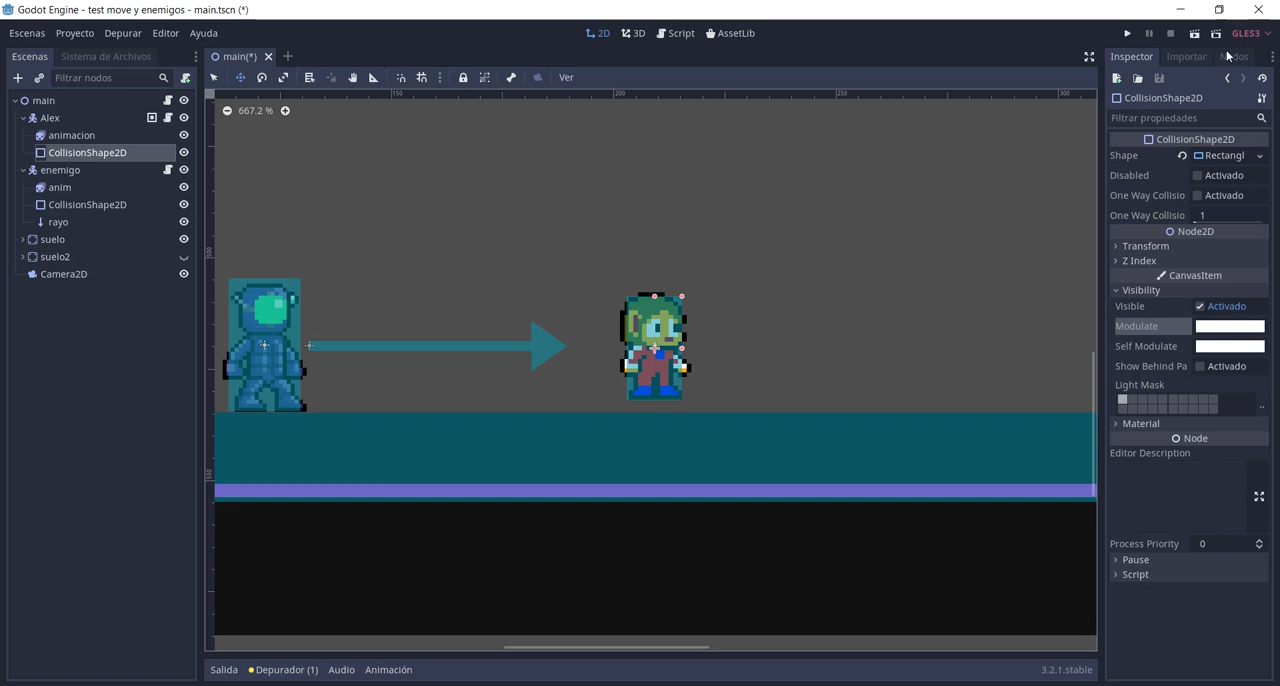 Godot Engine - test move y enemigos - main.tscn (*)
Escenas Proyecto Depurar Editor Ayuda
2D 3D Script AssetLib
GLES3
Escenas Sistema de Archivos
main(*)
Inspector Importar Nodos
Filtrar nodos
Ver
main
Alex
animacion
CollisionShape2D
enemigo
anim
CollisionShape2D
rayo
suelo
suelo2
Camera2D
150 200 250 300
667.2 %
500
550
CollisionShape2D
Filtrar propiedades
CollisionShape2D
Shape Rectangl
Disabled Activado
One Way Collisio Activado
One Way Collisio 1
Node2D
Transform
Z Index
CanvasItem
Visibility
Visible Activado
Modulate
Self Modulate
Show Behind Pa Activado
Light Mask
..
Material
Node
Editor Description
Process Priority 0
Pause
Script
Salida Depurador (1) Audio Animación
3.2.1.stable